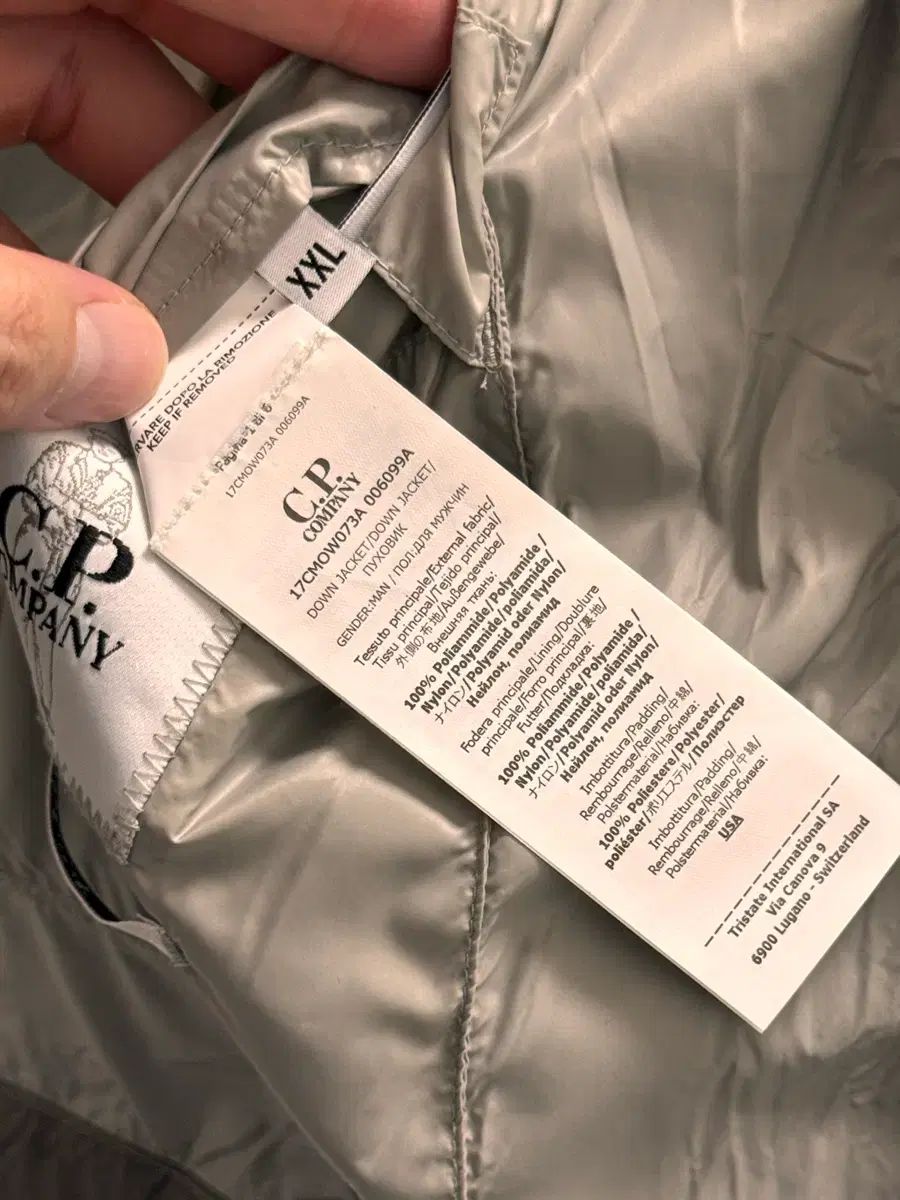 XXL
RVARE DOPO LA RIMOZIONE
KEEP IF REMOVED
Pagina 1 di 6
17CMOW073A 006099A
C.P.
COMPANY
17CMOW073A 006099A
DOWN JACKET/DOWN JACKET/
ПУХОВИК
GENDER:MAN / ПОЛ:ДЛЯ МУЖЧИН
Tessuto principale/External fabric/
Tissu principal/Tejido principal/
外側の布地/Außengewebe/
Внешняя ткань:
100% Poliammide/Polyamide /
Nylon/Polyamide/poliamida/
ナイロン/Polyamid oder Nylon/
Нейлон, полиамид
Fodera principale/Lining/Doublure
principale/Forro principal/裏地/
Futter/Подкладка:
100% Poliammide/Polyamide /
Nylon/Polyamide/poliamida/
ナイロン/Polyamid oder Nylon/
Нейлон, полиамид
Imbottitura/Padding/
Rembourrage/Relleno/中綿/
Polstermaterial/Набивка:
100% Poliestere/Polyester/
poliéster/ポリエステル/Полиэстер
Imbottitura/Padding/
Rembourrage/Relleno/中綿/
Polstermaterial/Набивка:
USA
Tristate International SA
Via Canova 9
6900 Lugano - Switzerland
C.P.
OMPANY